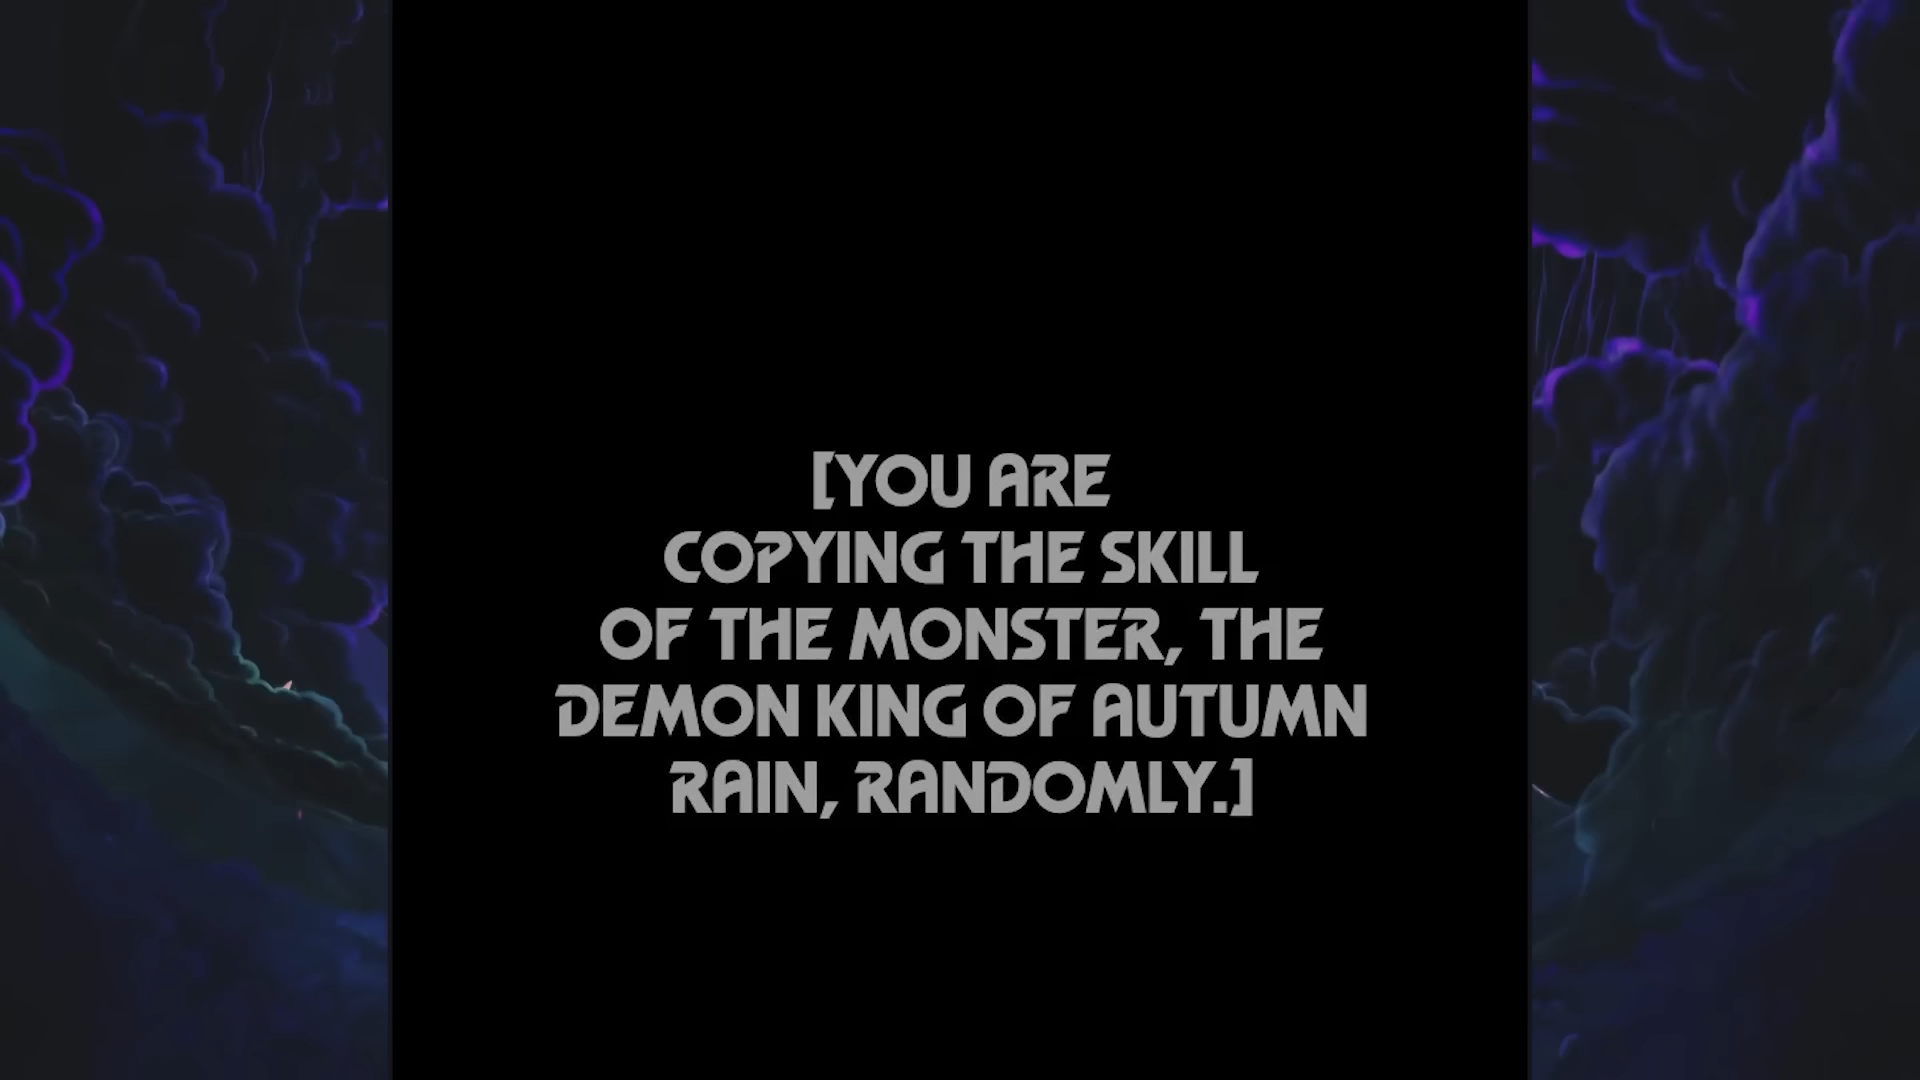 [YOU ARE
COPYING THE SKILL
OF THE MONSTER, THE
DEMON KING OF AUTUMN
RAIN, RANDOMLY.]